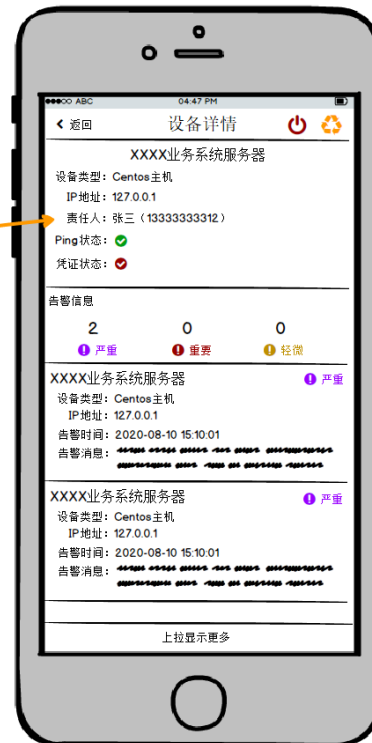 ABC 04:47 PM
返回 设备详情
XXXX业务系统服务器
设备类型：Centos主机
IP地址：127.0.0.1
责任人：张三（13333333312）
Ping状态：
凭证状态：
告警信息
2 0 0
严重 重要 轻微
XXXX业务系统服务器 严重
设备类型：Centos主机
IP地址：127.0.0.1
告警时间：2020-08-10 15:10:01
告警消息：
XXXX业务系统服务器 严重
设备类型：Centos主机
IP地址：127.0.0.1
告警时间：2020-08-10 15:10:01
告警消息：
上拉显示更多